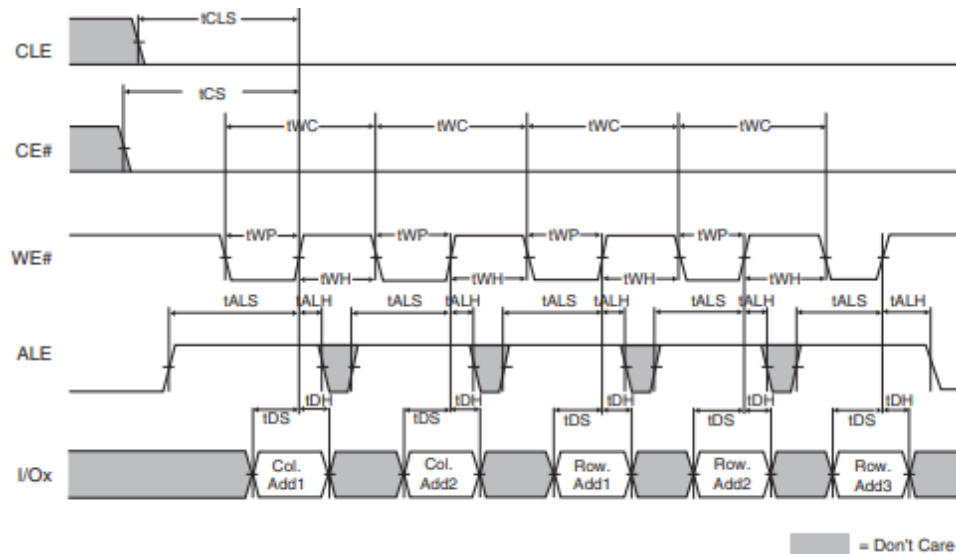 tCLS
CLE
tCS
tWC tWC tWC tWC
CE#
tWP tWP tWP tWP
WE#
tWH tWH tWH tWH
tALS tALH tALS tALH tALS tALH tALS tALH tALS tALH
ALE
tDH tDH tDH tDH tDH
tDS tDS tDS tDS tDS
I/Ox
Col. Add1
Col. Add2
Row. Add1
Row. Add2
Row. Add3
= Don't Care